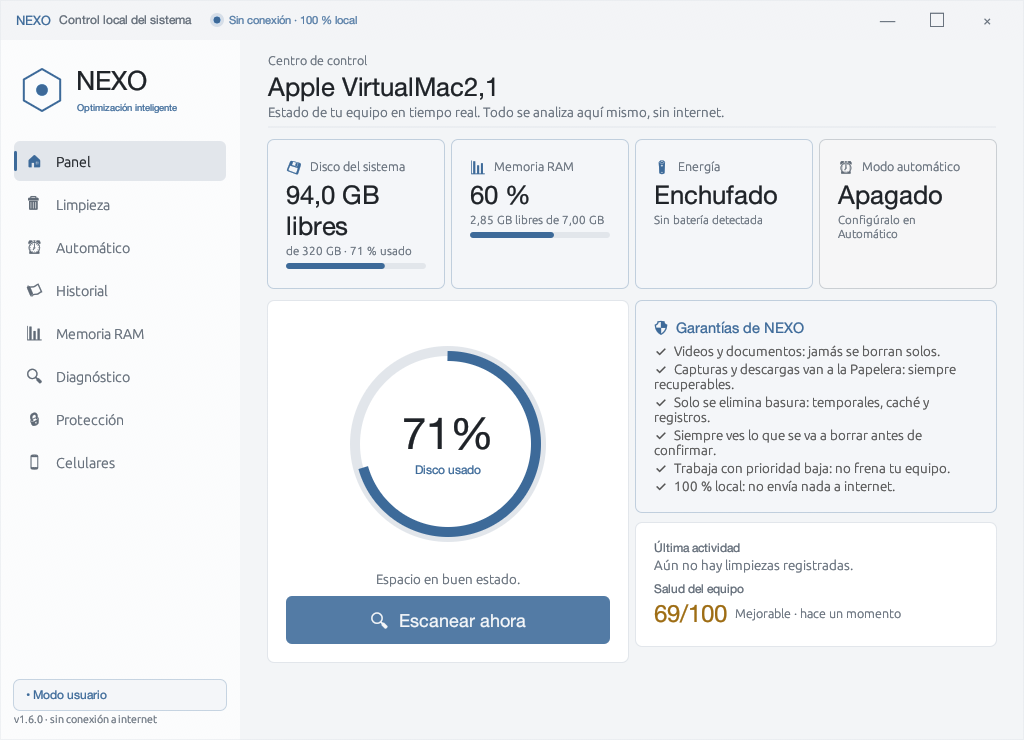 NEXO Control local del sistema Sin conexión · 100 % local
NEXO
Optimización inteligente
Panel
Limpieza
Automático
Historial
Memoria RAM
Diagnóstico
Protección
Celulares
• Modo usuario
v1.6.0 · sin conexión a internet
Centro de control
Apple VirtualMac2,1
Estado de tu equipo en tiempo real. Todo se analiza aquí mismo, sin internet.
Disco del sistema
94,0 GB
libres
de 320 GB · 71 % usado
Memoria RAM
60 %
2,85 GB libres de 7,00 GB
Energía
Enchufado
Sin batería detectada
Modo automático
Apagado
Configúralo en
Automático
71%
Disco usado
Espacio en buen estado.
Escanear ahora
Garantías de NEXO
✓ Videos y documentos: jamás se borran solos.
✓ Capturas y descargas van a la Papelera: siempre
recuperables.
✓ Solo se elimina basura: temporales, caché y
registros.
✓ Siempre ves lo que se va a borrar antes de
confirmar.
✓ Trabaja con prioridad baja: no frena tu equipo.
✓ 100 % local: no envía nada a internet.
Última actividad
Aún no hay limpiezas registradas.
Salud del equipo
69/100 Mejorable · hace un momento